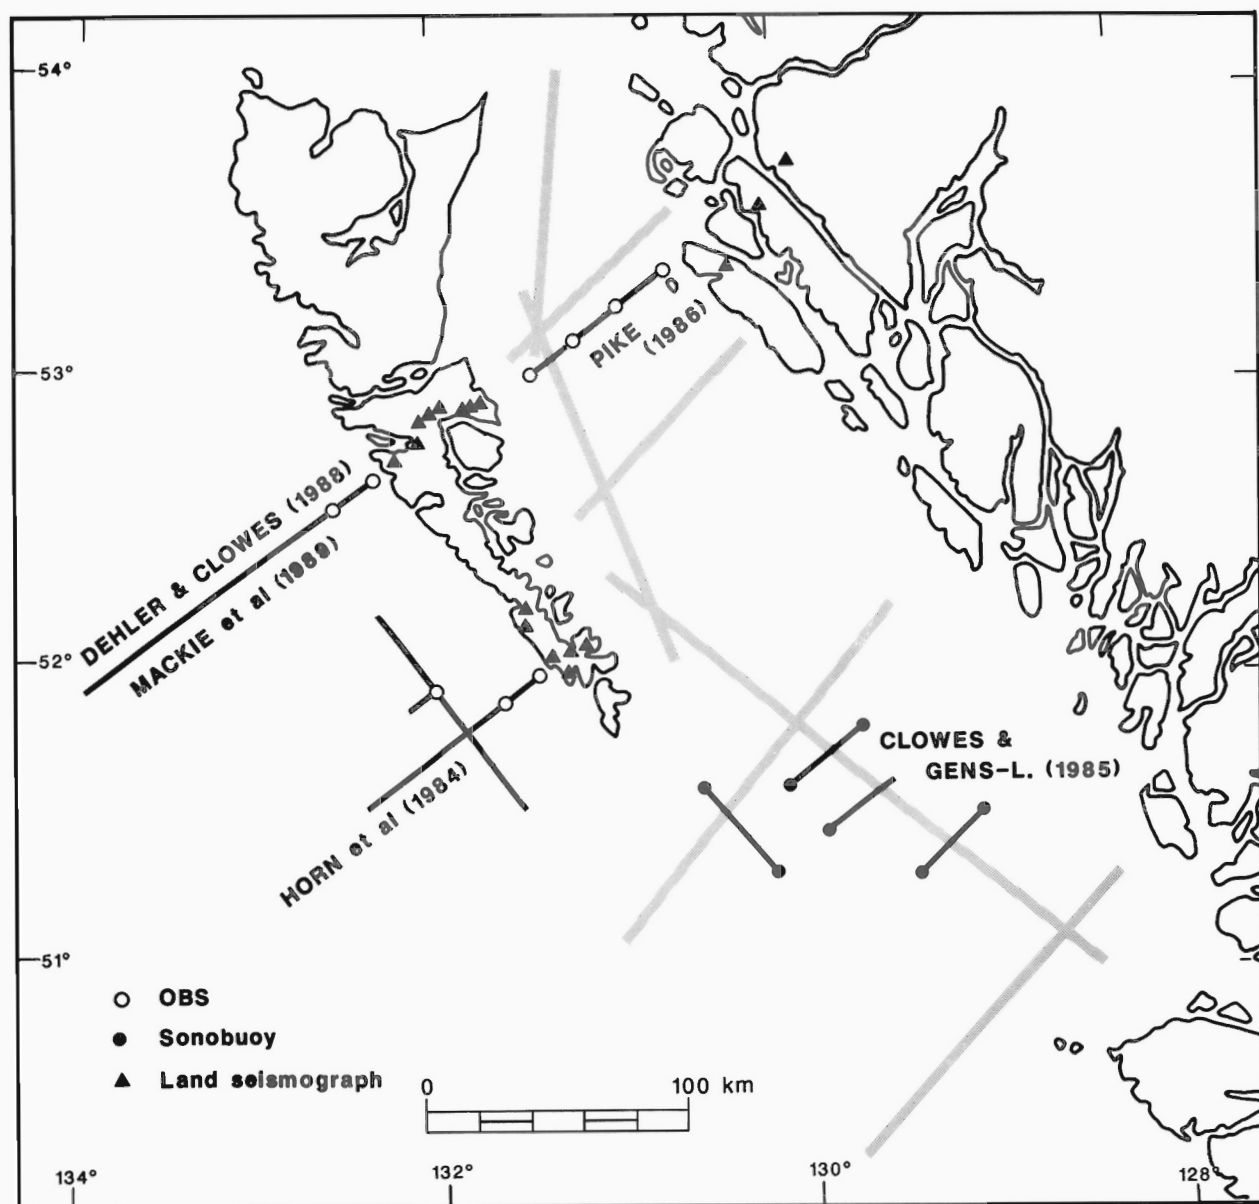 54°
53°
52°
51°
PIKE
(1986)
DEHLER & CLOWES (1988)
MACKIE et al (1989)
HORN et al (1984)
CLOWES &
GENS-L. (1985)
OBS
Sonobuoy
Land seismograph
0 100 km
134° 132° 130° 128°